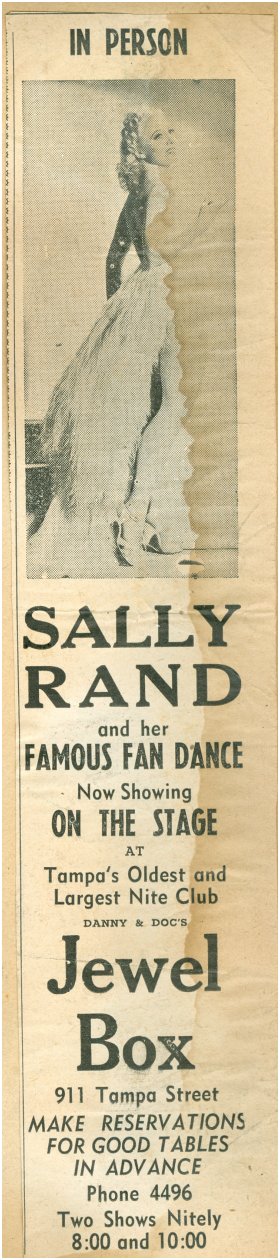 IN PERSON
SALLY
RAND
and her
FAMOUS FAN DANCE
Now Showing
ON THE STAGE
AT
Tampa's Oldest and
Largest Nite Club
DANNY & DOC'S
Jewel
Box
911 Tampa Street
MAKE RESERVATIONS
FOR GOOD TABLES
IN ADVANCE
Phone 4496
Two Shows Nitely
8:00 and 10:00